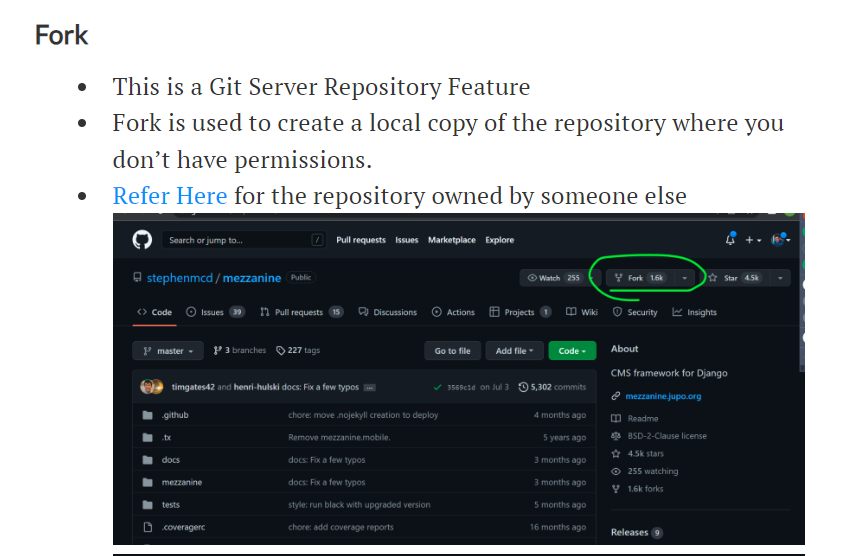 Fork
This is a Git Server Repository Feature
Fork is used to create a local copy of the repository where you
don’t have permissions.
Refer Here for the repository owned by someone else
Search or jump to... /
Pull requests Issues Marketplace Explore
stephenmcd / mezzanine Public
Watch 255 Fork 1.6k Star 4.5k
Code Issues 39 Pull requests 15 Discussions Actions Projects 1 Wiki Security Insights
master 3 branches 227 tags Go to file Add file Code
About
CMS framework for Django
timgates42 and henri-hulski docs: Fix a few typos ... 3569c1d on Jul 3 5,302 commits
mezzanine.jupo.org
.github chore: move .nojekyll creation to deploy 4 months ago
Readme
.tx Remove mezzanine.mobile. 5 years ago
BSD-2-Clause license
4.5k stars
docs docs: Fix a few typos 3 months ago
255 watching
mezzanine docs: Fix a few typos 3 months ago
1.6k forks
tests style: run black with upgraded version 5 months ago
.coveragerc chore: add coverage reports 16 months ago
Releases 9